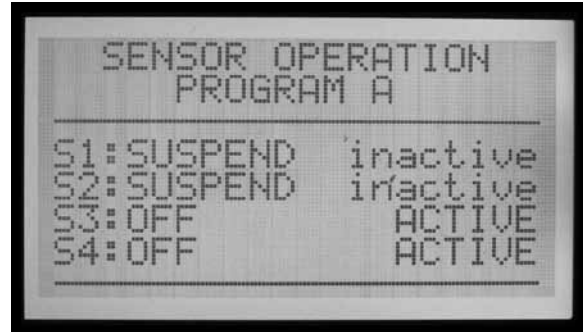 SENSOR OPERATION
PROGRAM A
S1:SUSPEND inactive
S2:SUSPEND inactive
S3:OFF ACTIVE
S4:OFF ACTIVE